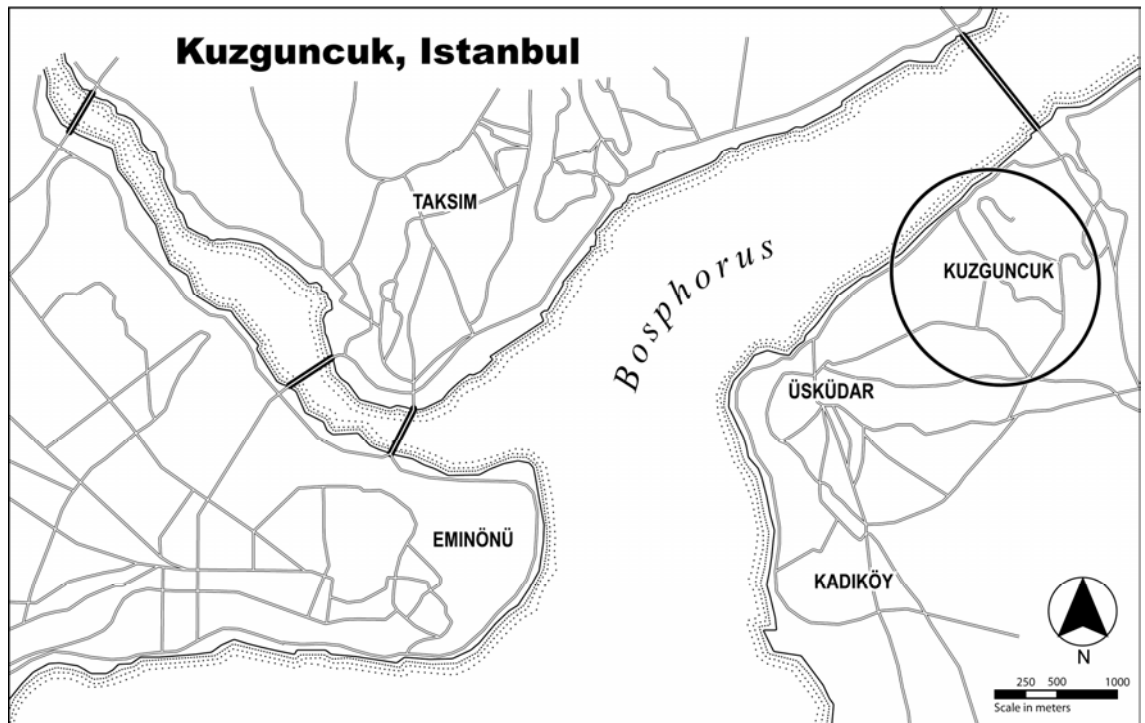 Kuzguncuk, Istanbul
TAKSIM
Bosphorus
KUZGUNCUK
ÜSKÜDAR
EMINÖNÜ
KADIKÖY
N
250 500 1000
Scale in meters